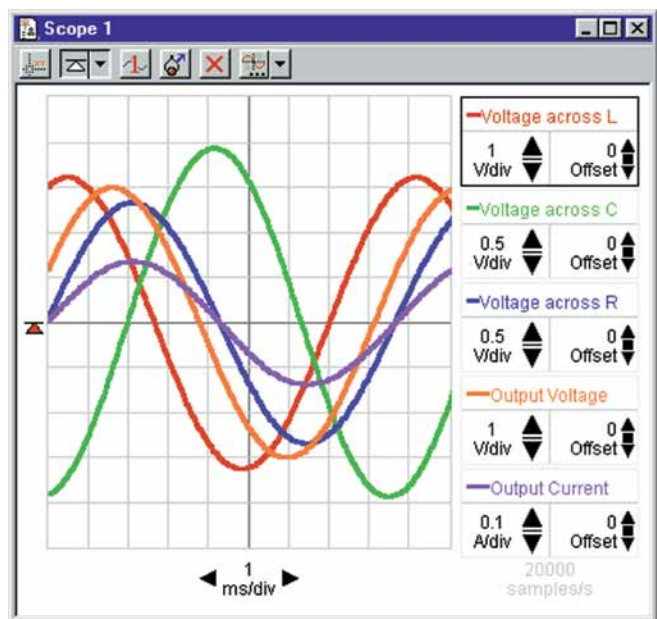 Scope 1
Voltage across L
1 0
V/div Offset
Voltage across C
0.5 0
V/div Offset
Voltage across R
0.5 0
V/div Offset
Output Voltage
1 0
V/div Offset
Output Current
0.1 0
A/div Offset
1
ms/div
20000
samples/s